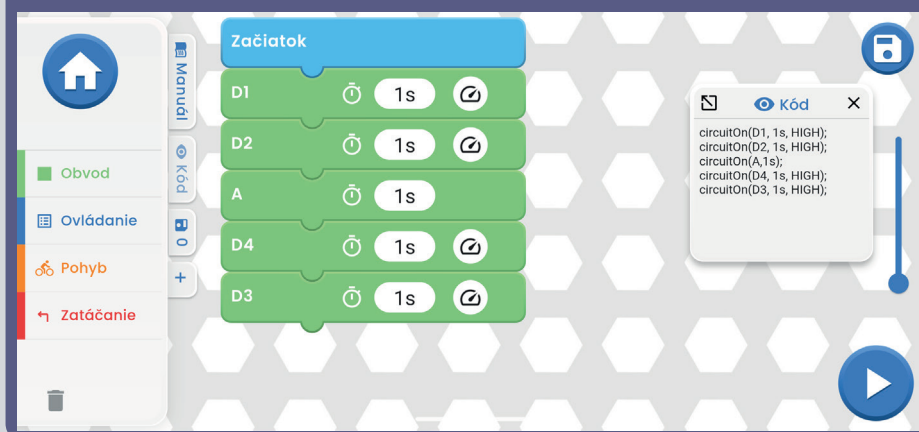 Obvod
Ovládanie
Pohyb
Zatáčanie
Manuál
Kód
0
+
Začiatok
D1 1s
D2 1s
A 1s
D4 1s
D3 1s
Kód
circuitOn(D1, 1s, HIGH);
circuitOn(D2, 1s, HIGH);
circuitOn(A,1s);
circuitOn(D4, 1s, HIGH);
circuitOn(D3, 1s, HIGH);